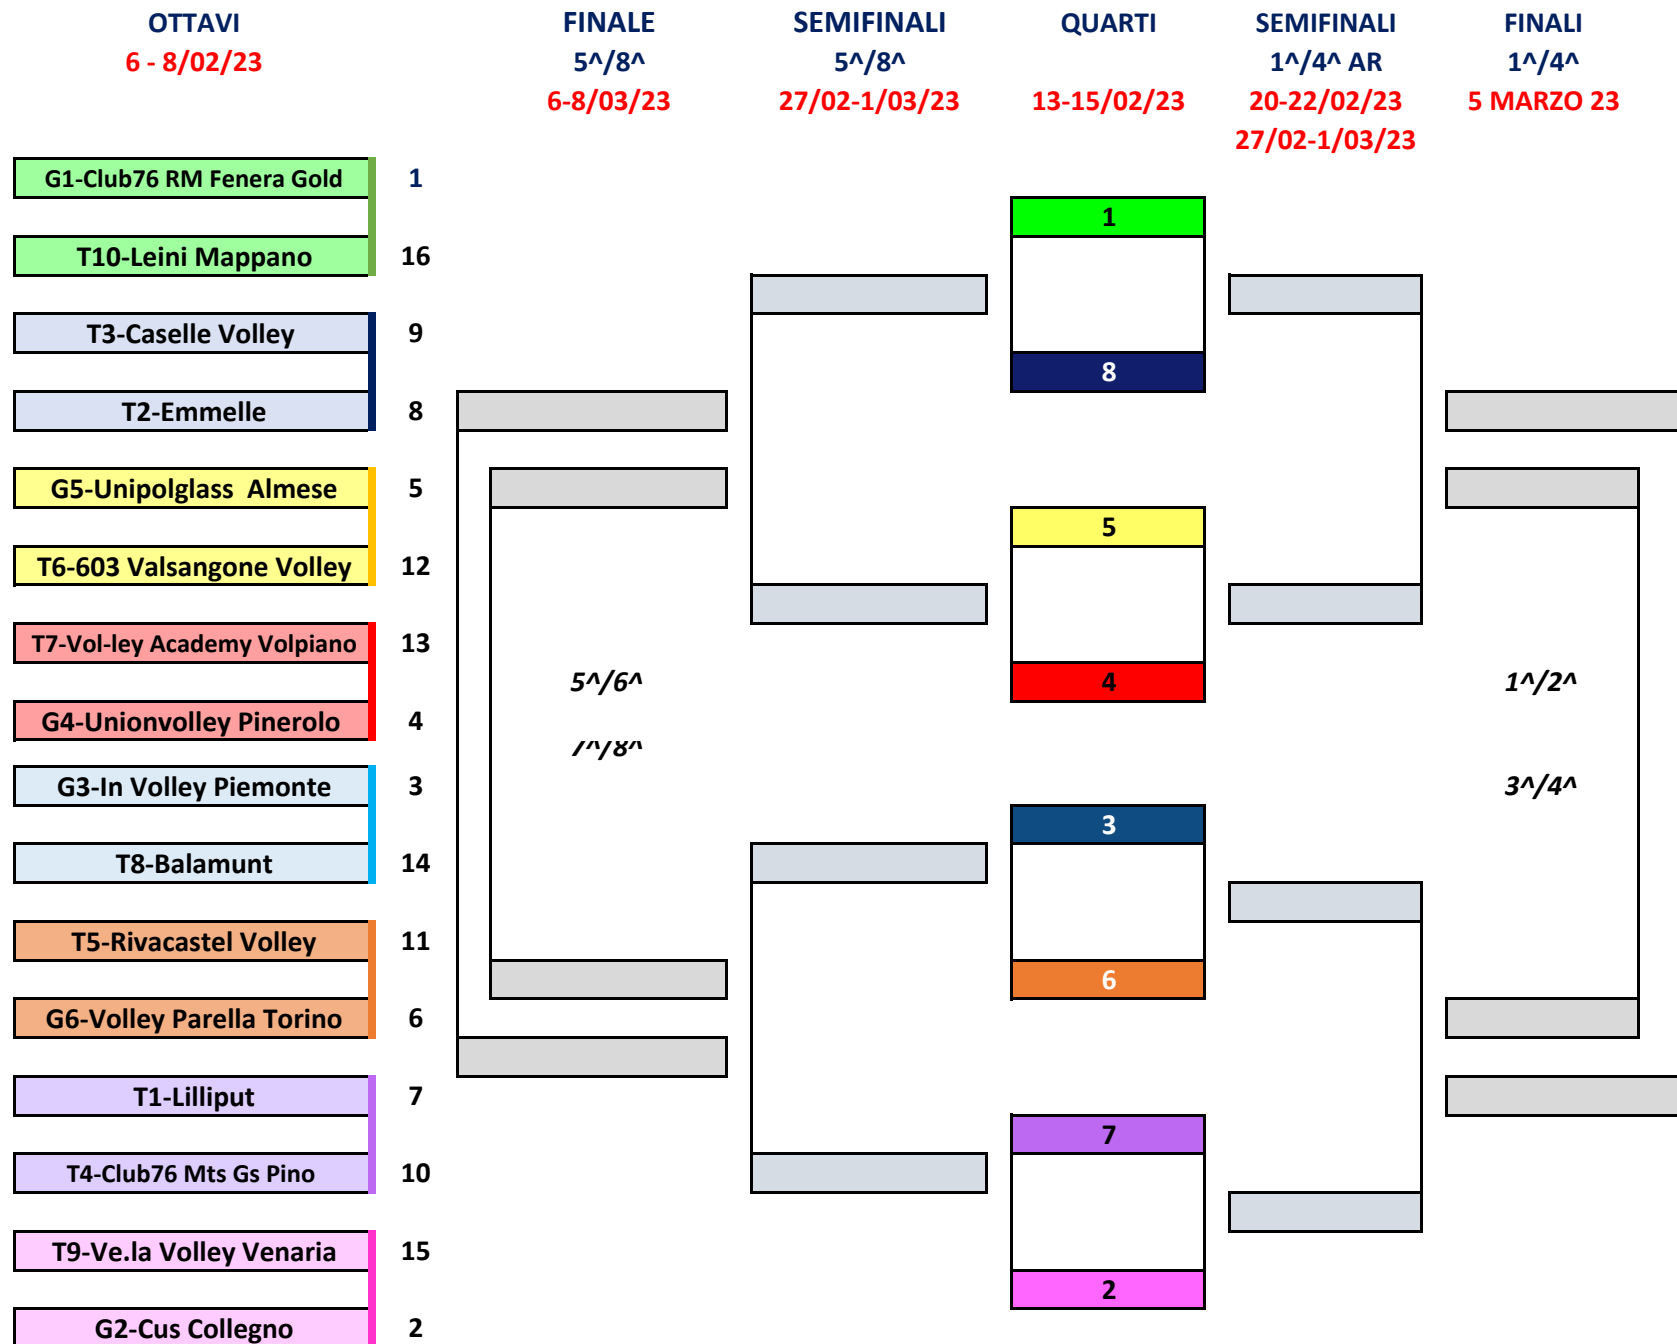 OTTAVI
6 - 8/02/23
FINALE
5^/8^
6-8/03/23
SEMIFINALI
5^/8^
27/02-1/03/23
QUARTI
13-15/02/23
SEMIFINALI
1^/4^ AR
20-22/02/23
27/02-1/03/23
FINALI
1^/4^
5 MARZO 23
G1-Club76 RM Fenera Gold 1
T10-Leini Mappano 16
T3-Caselle Volley 9
T2-Emmelle 8
G5-Unipolglass Almese 5
T6-603 Valsangone Volley 12
T7-Vol-ley Academy Volpiano 13
G4-Unionvolley Pinerolo 4
G3-In Volley Piemonte 3
T8-Balamunt 14
T5-Rivacastel Volley 11
G6-Volley Parella Torino 6
T1-Lilliput 7
T4-Club76 Mts Gs Pino 10
T9-Ve.la Volley Venaria 15
G2-Cus Collegno 2
5^/6^
7^/8^
1
8
5
4
3
6
7
2
1^/2^
3^/4^